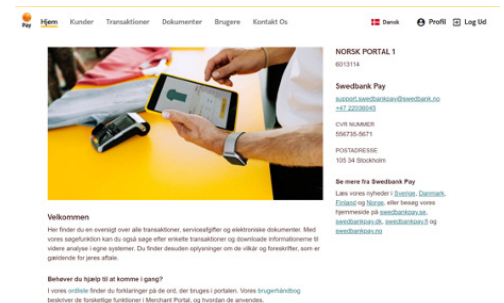 Pay
Hjem Kunder Transaktioner Dokumenter Brugere Kontakt Os
Dansk Profil Log Ud
NORSK PORTAL 1
6013114
Swedbank Pay
support.swedbankpay@swedbank.no
+47 22036045
CVR NUMMER
556735-5671
POSTADRESSE
105 34 Stockholm
Se mere fra Swedbank Pay
Læs vores nyheder i Sverige, Danmark,
Finland og Norge, eller besøg vores
hjemmeside på swedbankpay.se,
swedbankpay.dk, swedbankpay.fi og
swedbankpay.no
Velkommen
Her finder du en oversigt over alle transaktioner, serviceafgifter og elektroniske dokumenter. Med
vores søgefunktion kan du også søge efter enkelte transaktioner og downloade informationerne til
videre analyse i egne systemer. Du finder desuden oplysninger om de vilkår og forskrifter, som er
gældende for jeres aftale.
Behøver du hjælp til at komme i gang?
I vores ordliste finder du forklaringer på de ord, der bruges i portalen. Vores brugerhåndbog
beskriver de forskellige funktioner i Merchant Portal, og hvordan de anvendes.